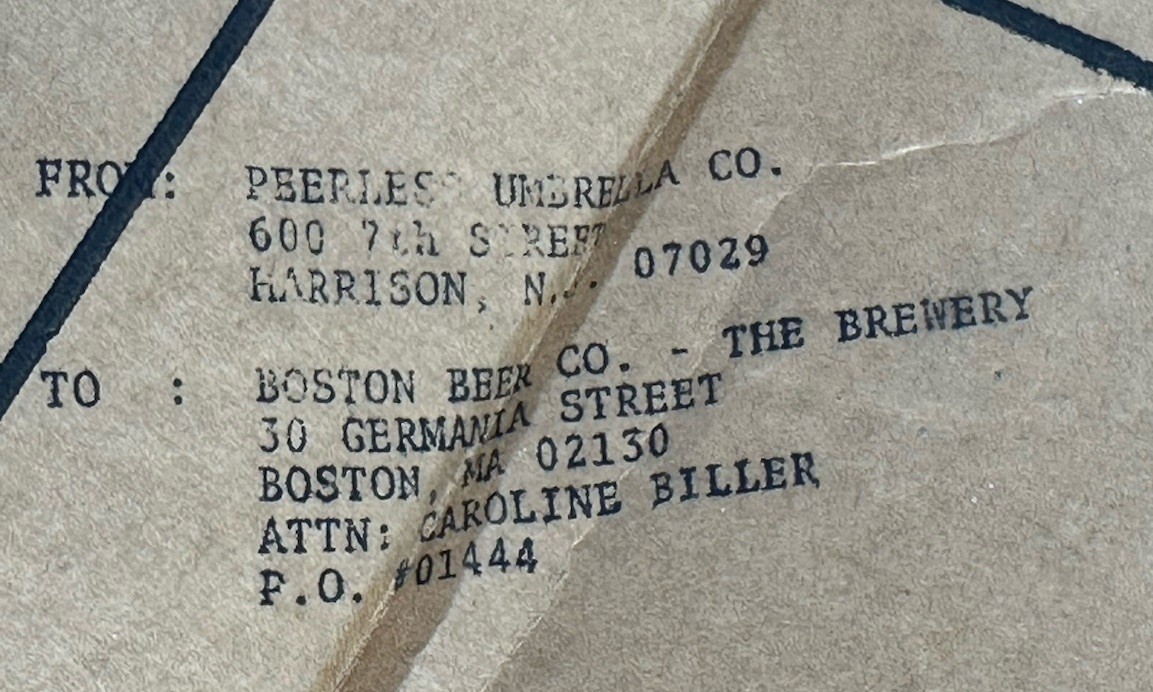 FROM: PEERLESS UMBRELLA CO.
600 7th STREET
HARRISON, N.J. 07029
TO : BOSTON BEER CO. - THE BREWERY
30 GERMANIA STREET
BOSTON, MA 02130
ATTN: CAROLINE BILLER
P.O. #01444